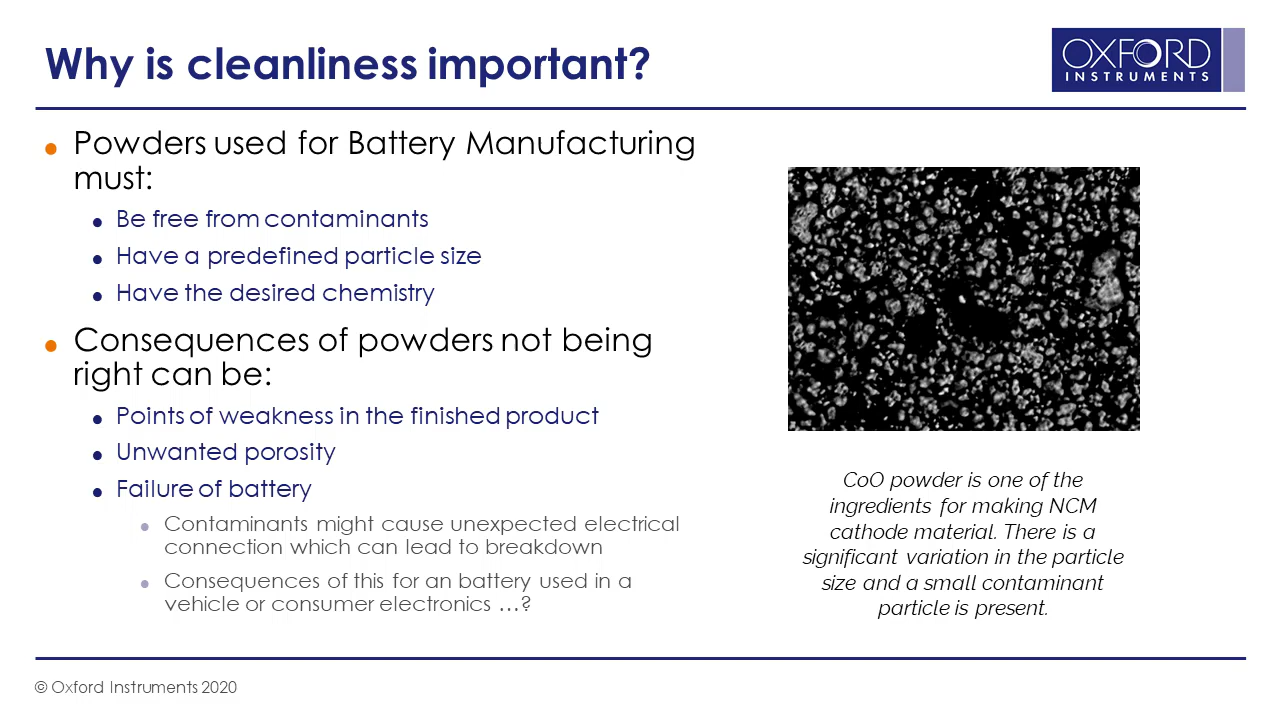 Why is cleanliness important?
OXFORD
INSTRUMENTS
Powders used for Battery Manufacturing
must:
Be free from contaminants
Have a predefined particle size
Have the desired chemistry
Consequences of powders not being
right can be:
Points of weakness in the finished product
Unwanted porosity
Failure of battery
Contaminants might cause unexpected electrical
connection which can lead to breakdown
Consequences of this for an battery used in a
vehicle or consumer electronics …?
CoO powder is one of the
ingredients for making NCM
cathode material. There is a
significant variation in the particle
size and a small contaminant
particle is present.
© Oxford Instruments 2020